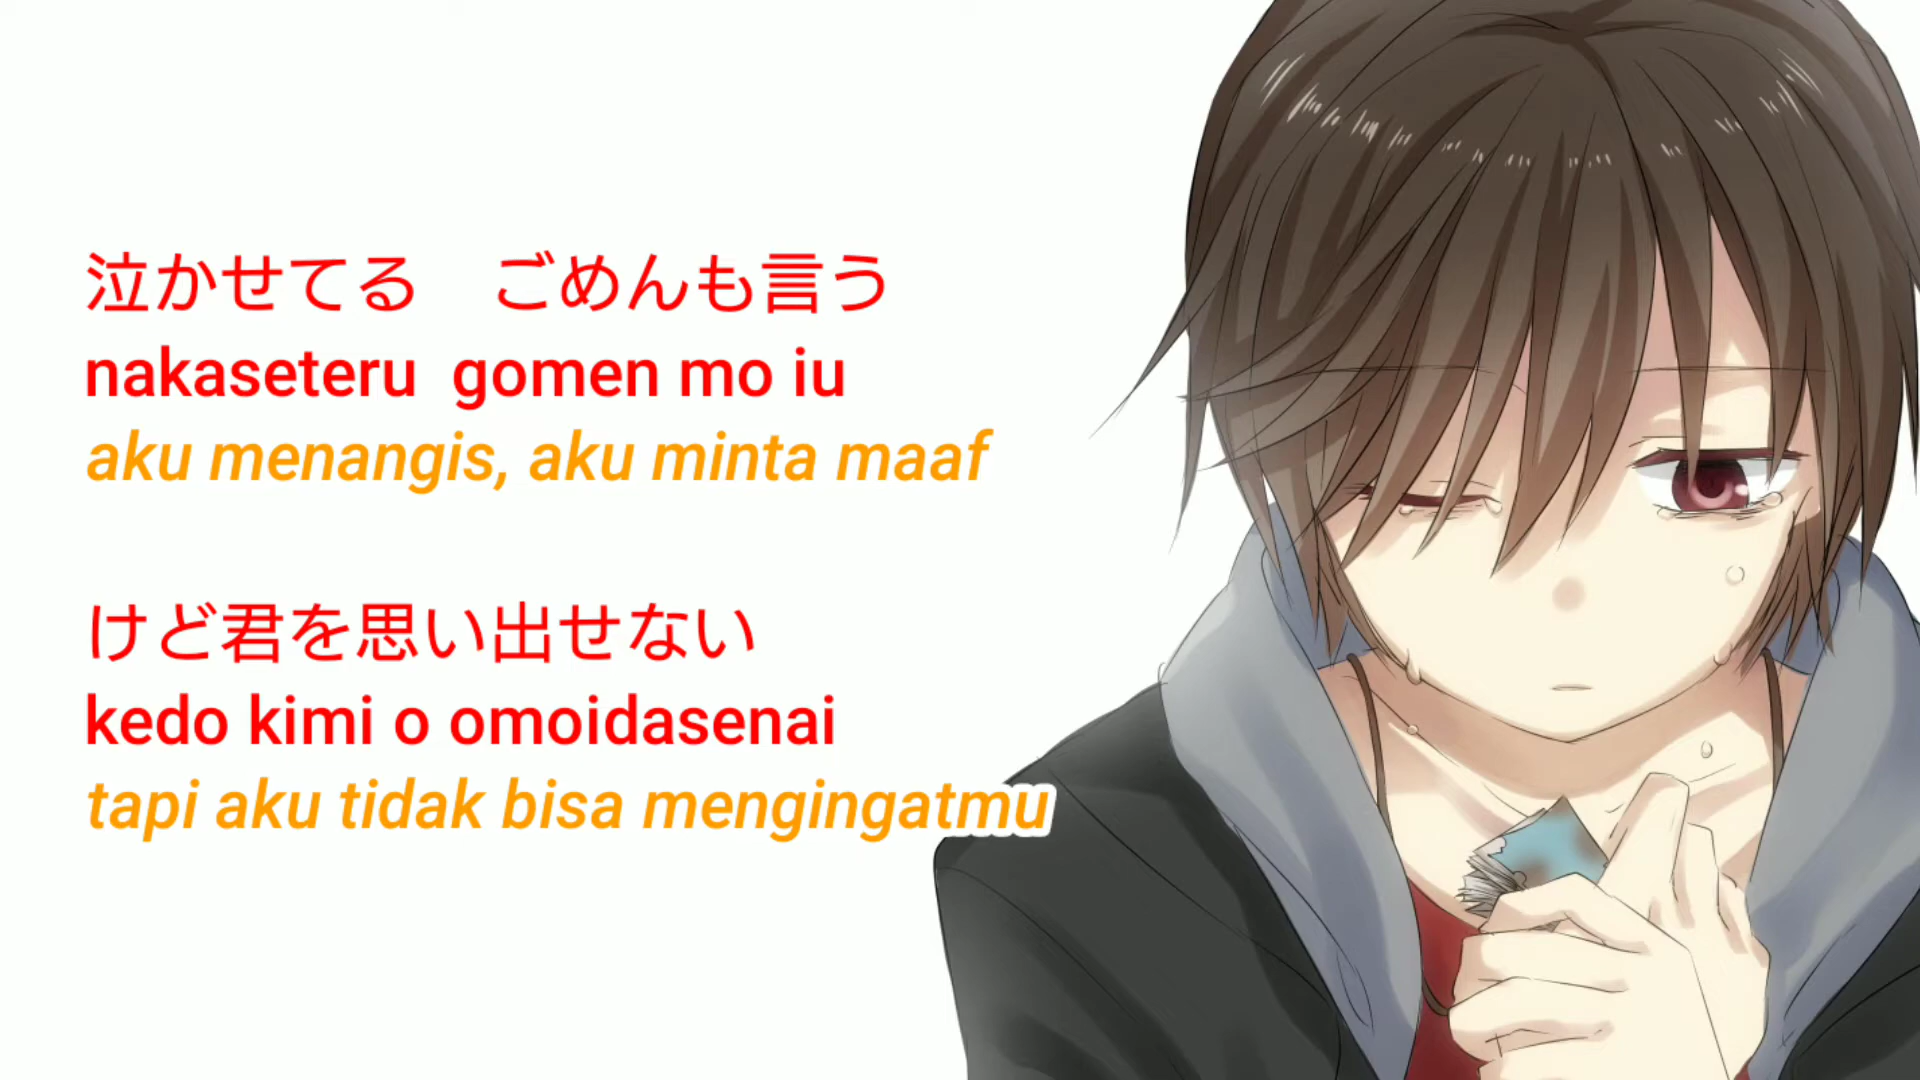 泣かせてる　ごめんも言う
nakaseteru  gomen mo iu
aku menangis, aku minta maaf
けど君を思い出せない
kedo kimi o omoidasenai
tapi aku tidak bisa mengingatmu